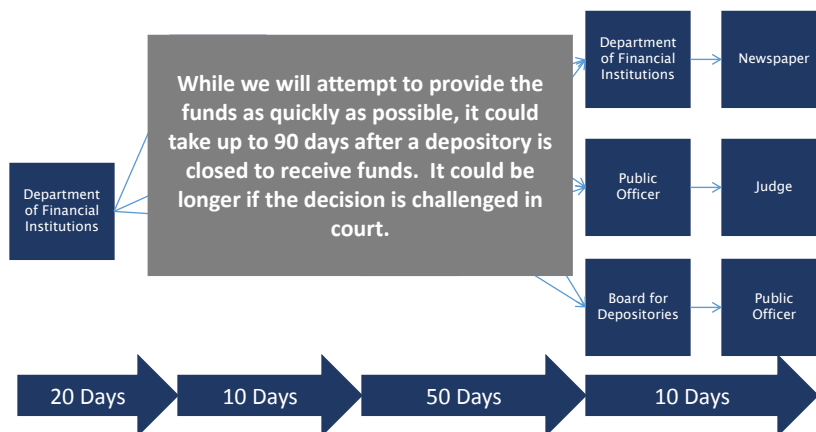 Department
of Financial
Institutions
While we will attempt to provide the
funds as quickly as possible, it could
take up to 90 days after a depository is
closed to receive funds.  It could be
longer if the decision is challenged in
court.
Department
of Financial
Institutions
Newspaper
Public
Officer
Judge
Board for
Depositories
Public
Officer
20 Days
10 Days
50 Days
10 Days